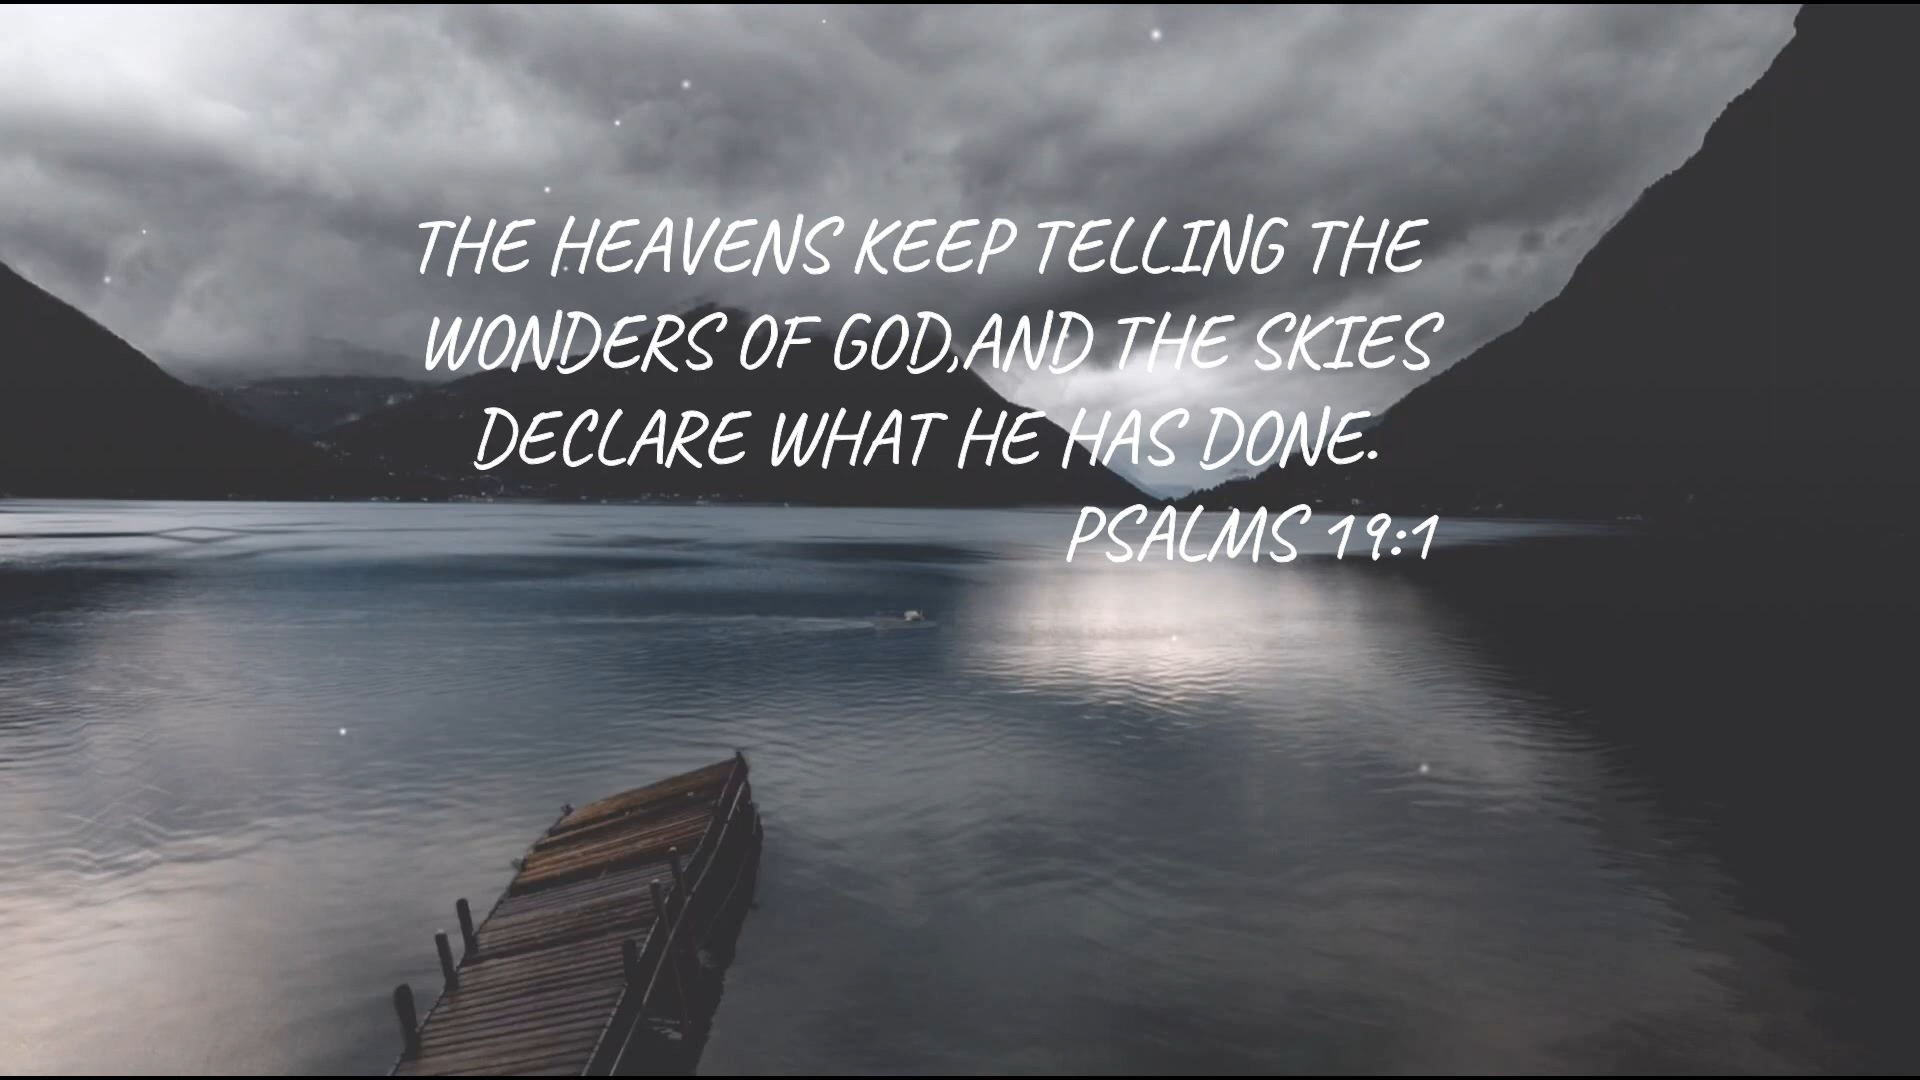 THE HEAVENS KEEP TELLING THE
WONDERS OF GOD,AND THE SKIES
DECLARE WHAT HE HAS DONE.
PSALMS 19:1